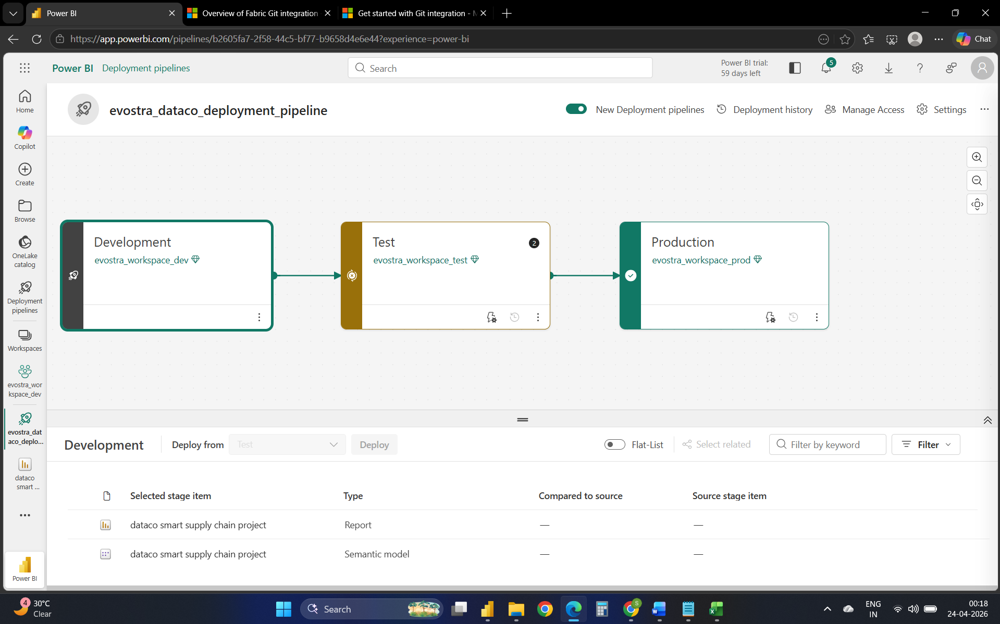 Power BI
Overview of Fabric Git integration
Get started with Git integration - M
https://app.powerbi.com/pipelines/b2605fa7-2f58-44c5-bf77-b9658d4e6e44?experience=power-bi
Chat
Power BI
Deployment pipelines
Search
Power BI trial:
59 days left
5
Home
Copilot
Create
Browse
OneLake
catalog
Deployment
pipelines
Workspaces
evostra_wor
kspace_dev
evostra_dat
aco_deplo...
dataco
smart ...
Power BI
evostra_dataco_deployment_pipeline
New Deployment pipelines
Deployment history
Manage Access
Settings
Development
evostra_workspace_dev
Test
2
evostra_workspace_test
Production
evostra_workspace_prod
Development
Deploy from
Test
Deploy
Flat-List
Select related
Filter by keyword
Filter
Selected stage item
Type
Compared to source
Source stage item
dataco smart supply chain project
Report
—
—
dataco smart supply chain project
Semantic model
—
—
4
30°C
Clear
Search
S
ENG
IN
00:18
24-04-2026